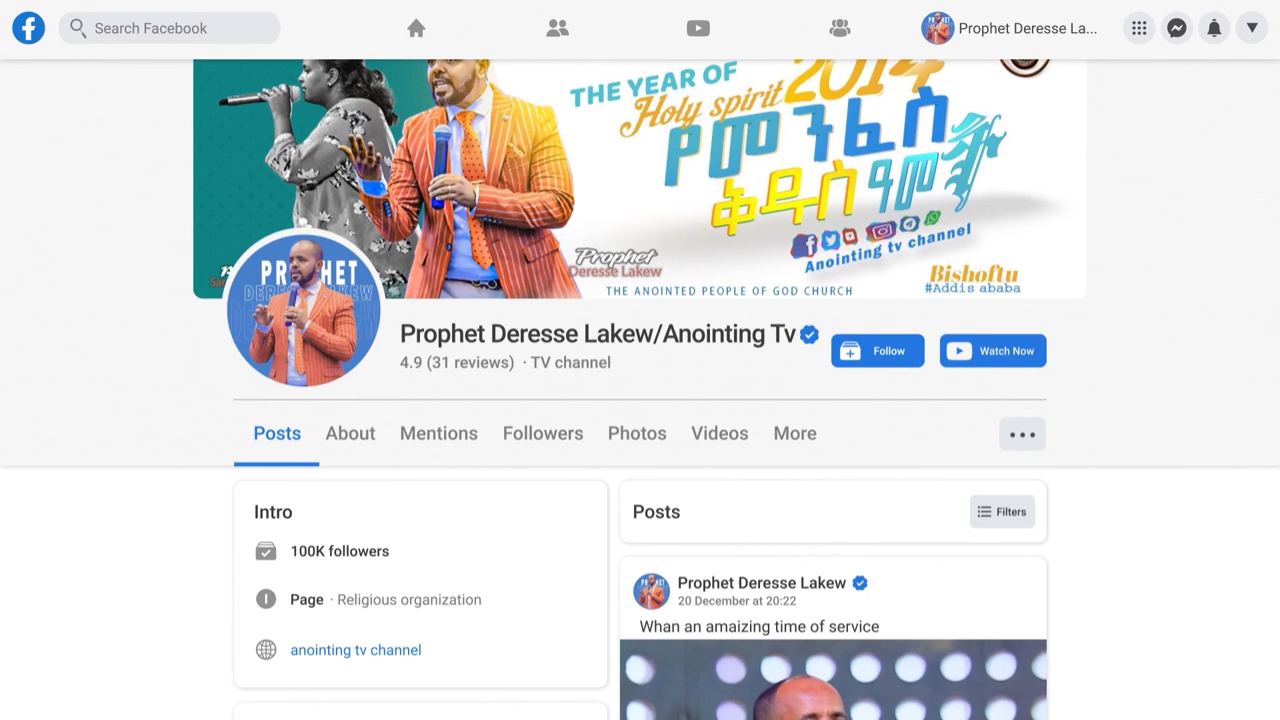 Search Facebook
Prophet Deresse La...
THE YEAR OF
Holy spirit 2014
የመንፈስ
ቅዱስ ዓመት
Anointing tv channel
Prophet
Deresse Lakew
Bishoftu
#Addis ababa
THE ANOINTED PEOPLE OF GOD CHURCH
PROPHET
DERESSE LAKEW
Prophet Deresse Lakew/Anointing Tv
4.9 (31 reviews) · TV channel
Follow
Watch Now
Posts About Mentions Followers Photos Videos More
Intro
100K followers
Page · Religious organization
anointing tv channel
Posts
Filters
Prophet Deresse Lakew
20 December at 20:22
Whan an amaizing time of service